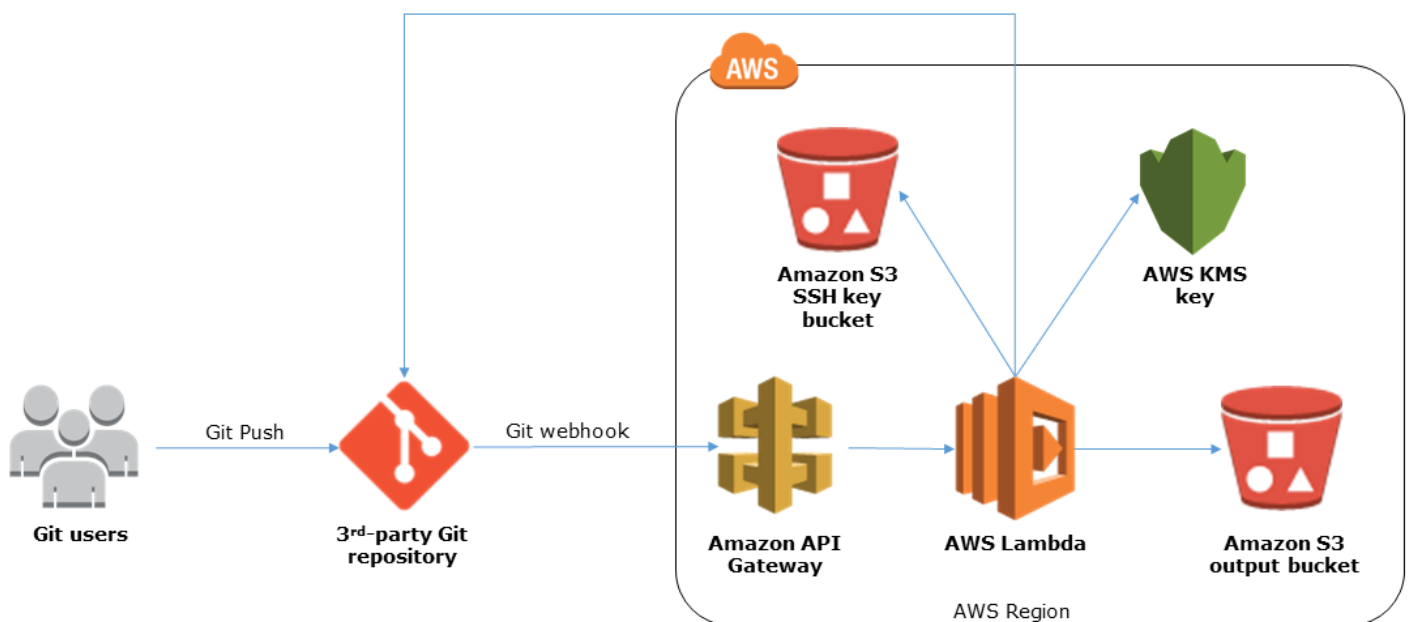 AWS
Amazon S3
SSH key
bucket
AWS KMS
key
Git Push
Git webhook
Git users
3rd-party Git
repository
Amazon API
Gateway
AWS Lambda
Amazon S3
output bucket
AWS Region